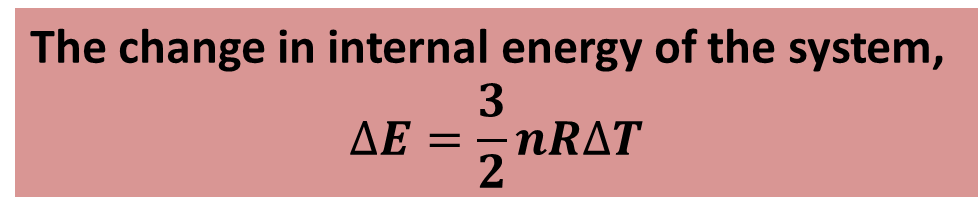 The change in internal energy of the system,
ΔE = 3/2 nRΔT